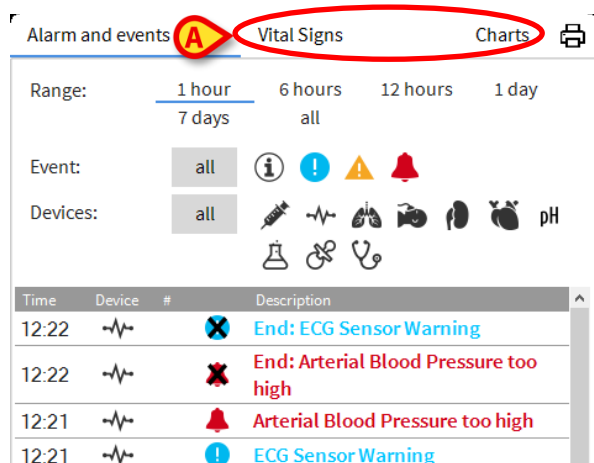 Alarm and events A Vital Signs Charts
Range: 1 hour 6 hours 12 hours 1 day
7 days all
Event: all
Devices: all pH
Time Device # Description
12:22 End: ECG Sensor Warning
12:22 End: Arterial Blood Pressure too
high
12:21 Arterial Blood Pressure too high
12:21 ECG Sensor Warning